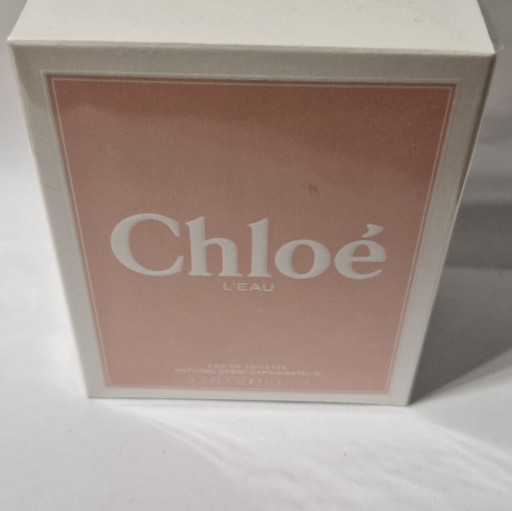 Chloé
L'EAU
EAU DE TOILETTE
NATURAL SPRAY VAPORISATEUR